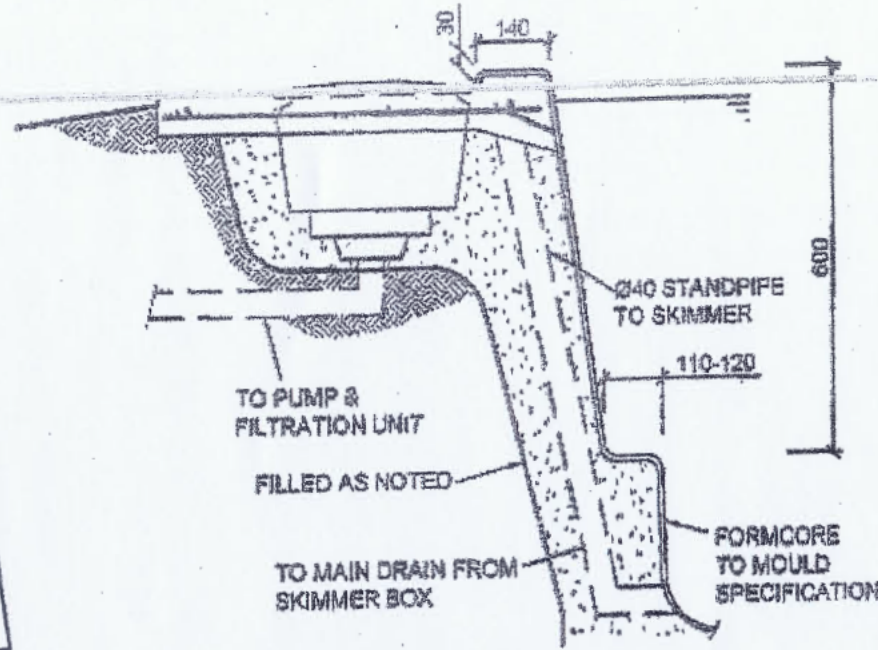 30
140
600
Ø40 STANDPIPE
TO SKIMMER
110-120
TO PUMP &
FILTRATION UNIT
FILLED AS NOTED
TO MAIN DRAIN FROM
SKIMMER BOX
FORMCORE
TO MOULD
SPECIFICATION